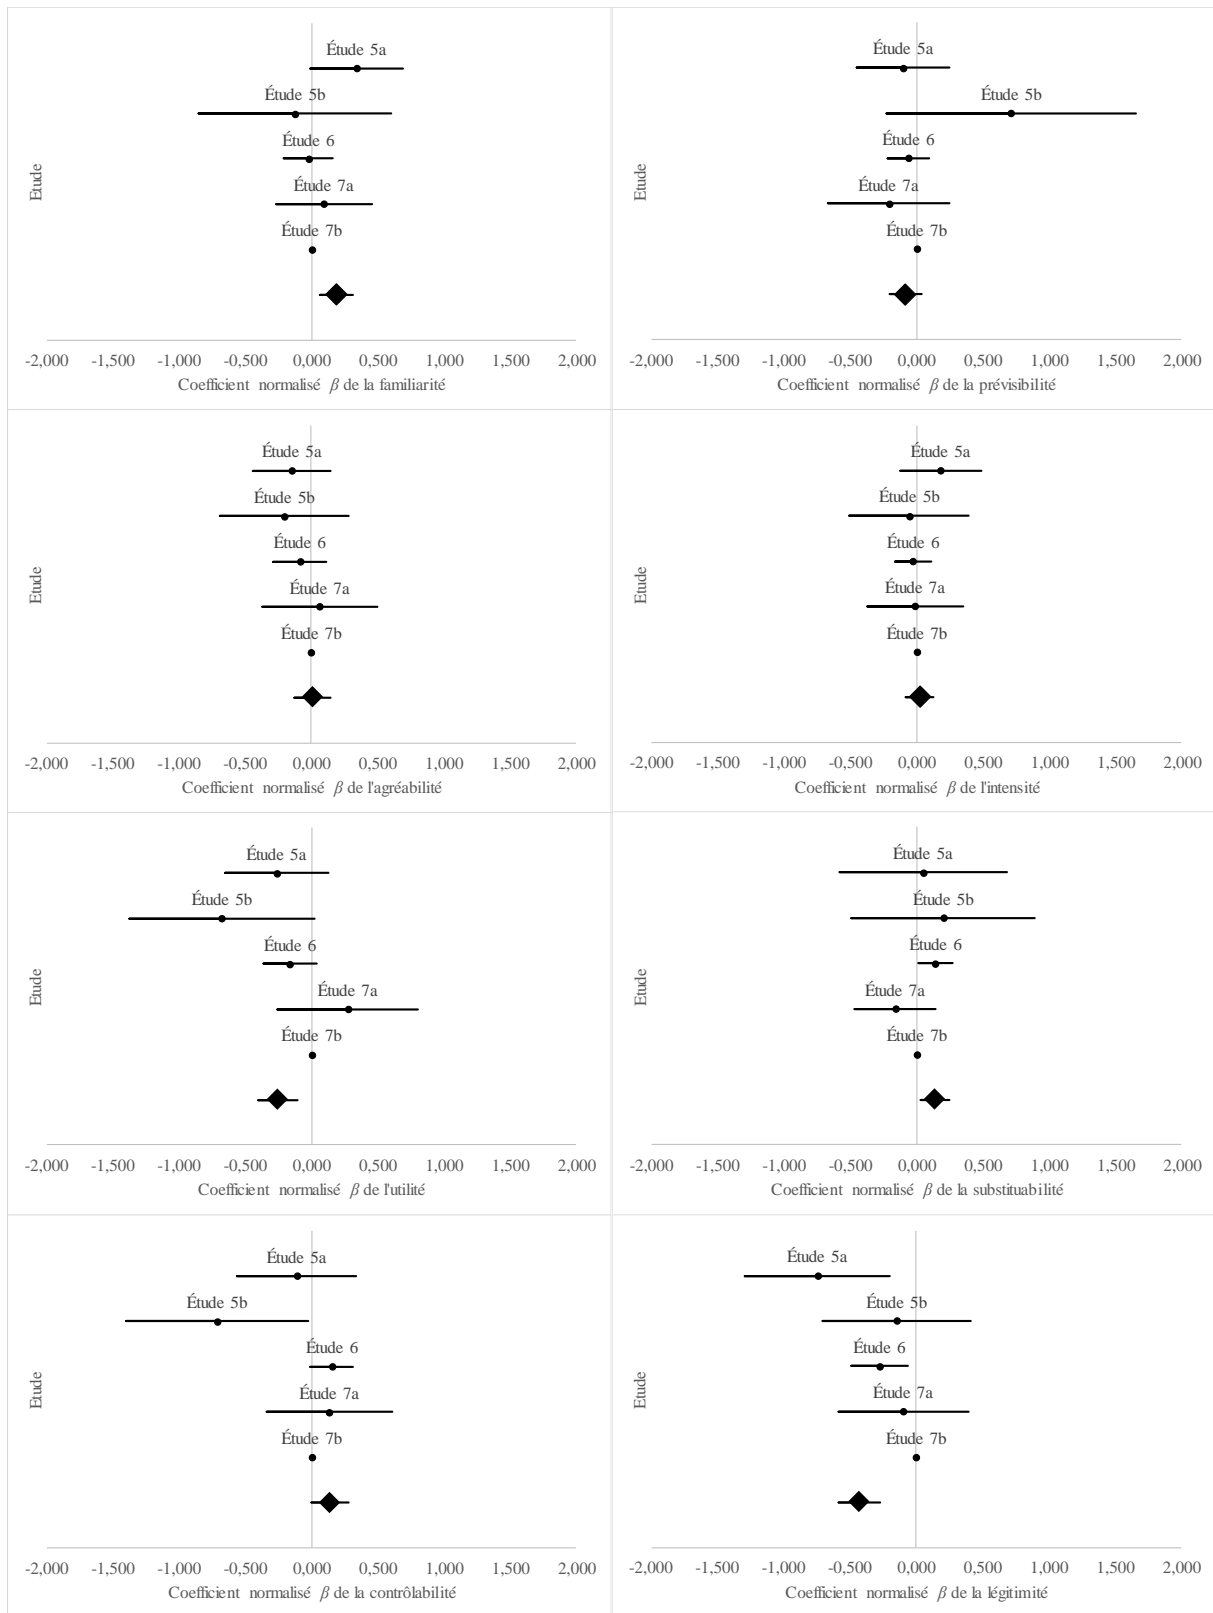 Étude 5a
Étude 5b
Étude 6
Étude 7a
Étude 7b
Etude
-2,000 -1,500 -1,000 -0,500 0,000 0,500 1,000 1,500 2,000
Coefficient normalisé β de la familiarité
Étude 5a
Étude 5b
Étude 6
Étude 7a
Étude 7b
Etude
-2,000 -1,500 -1,000 -0,500 0,000 0,500 1,000 1,500 2,000
Coefficient normalisé β de la prévisibilité
Étude 5a
Étude 5b
Étude 6
Étude 7a
Étude 7b
Etude
-2,000 -1,500 -1,000 -0,500 0,000 0,500 1,000 1,500 2,000
Coefficient normalisé β de l'agréabilité
Étude 5a
Étude 5b
Étude 6
Étude 7a
Étude 7b
Etude
-2,000 -1,500 -1,000 -0,500 0,000 0,500 1,000 1,500 2,000
Coefficient normalisé β de l'intensité
Étude 5a
Étude 5b
Étude 6
Étude 7a
Étude 7b
Etude
-2,000 -1,500 -1,000 -0,500 0,000 0,500 1,000 1,500 2,000
Coefficient normalisé β de l'utilité
Étude 5a
Étude 5b
Étude 6
Étude 7a
Étude 7b
Etude
-2,000 -1,500 -1,000 -0,500 0,000 0,500 1,000 1,500 2,000
Coefficient normalisé β de la substituabilité
Étude 5a
Étude 5b
Étude 6
Étude 7a
Étude 7b
Etude
-2,000 -1,500 -1,000 -0,500 0,000 0,500 1,000 1,500 2,000
Coefficient normalisé β de la contrôlabilité
Étude 5a
Étude 5b
Étude 6
Étude 7a
Étude 7b
Etude
-2,000 -1,500 -1,000 -0,500 0,000 0,500 1,000 1,500 2,000
Coefficient normalisé β de la légitimité